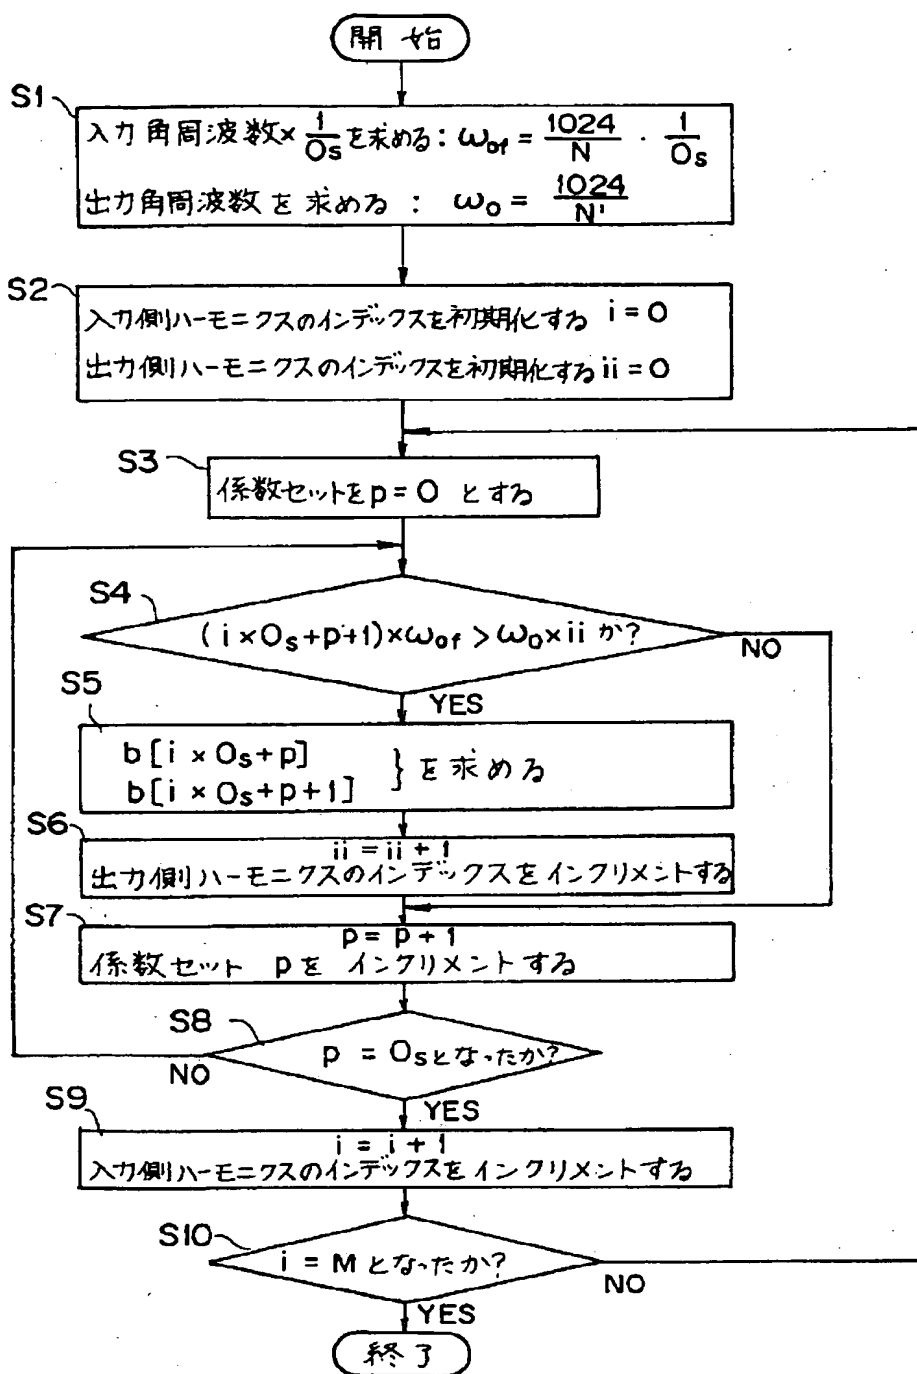 開始
S1
入力角周波数×1/Osを求める：ωof = 1024/N · 1/Os
出力角周波数を求める： ωo = 1024/N'
S2
入力側ハーモニクスのインデックスを初期化する i = 0
出力側ハーモニクスのインデックスを初期化する ii = 0
S3
係数セットをp = 0 とする
S4
(i × Os+p+1)×ωof > ωo × ii か?
NO
YES
S5
b[i × Os+p]
b[i × Os+p+1]
} を求める
S6
ii = ii + 1
出力側ハーモニクスのインデックスをインクリメントする
S7
p = p + 1
係数セット pを インクリメントする
S8
p = Osとなったか?
NO
YES
S9
i = i + 1
入力側ハーモニクスのインデックスをインクリメントする
S10
i = M となったか?
NO
YES
終了